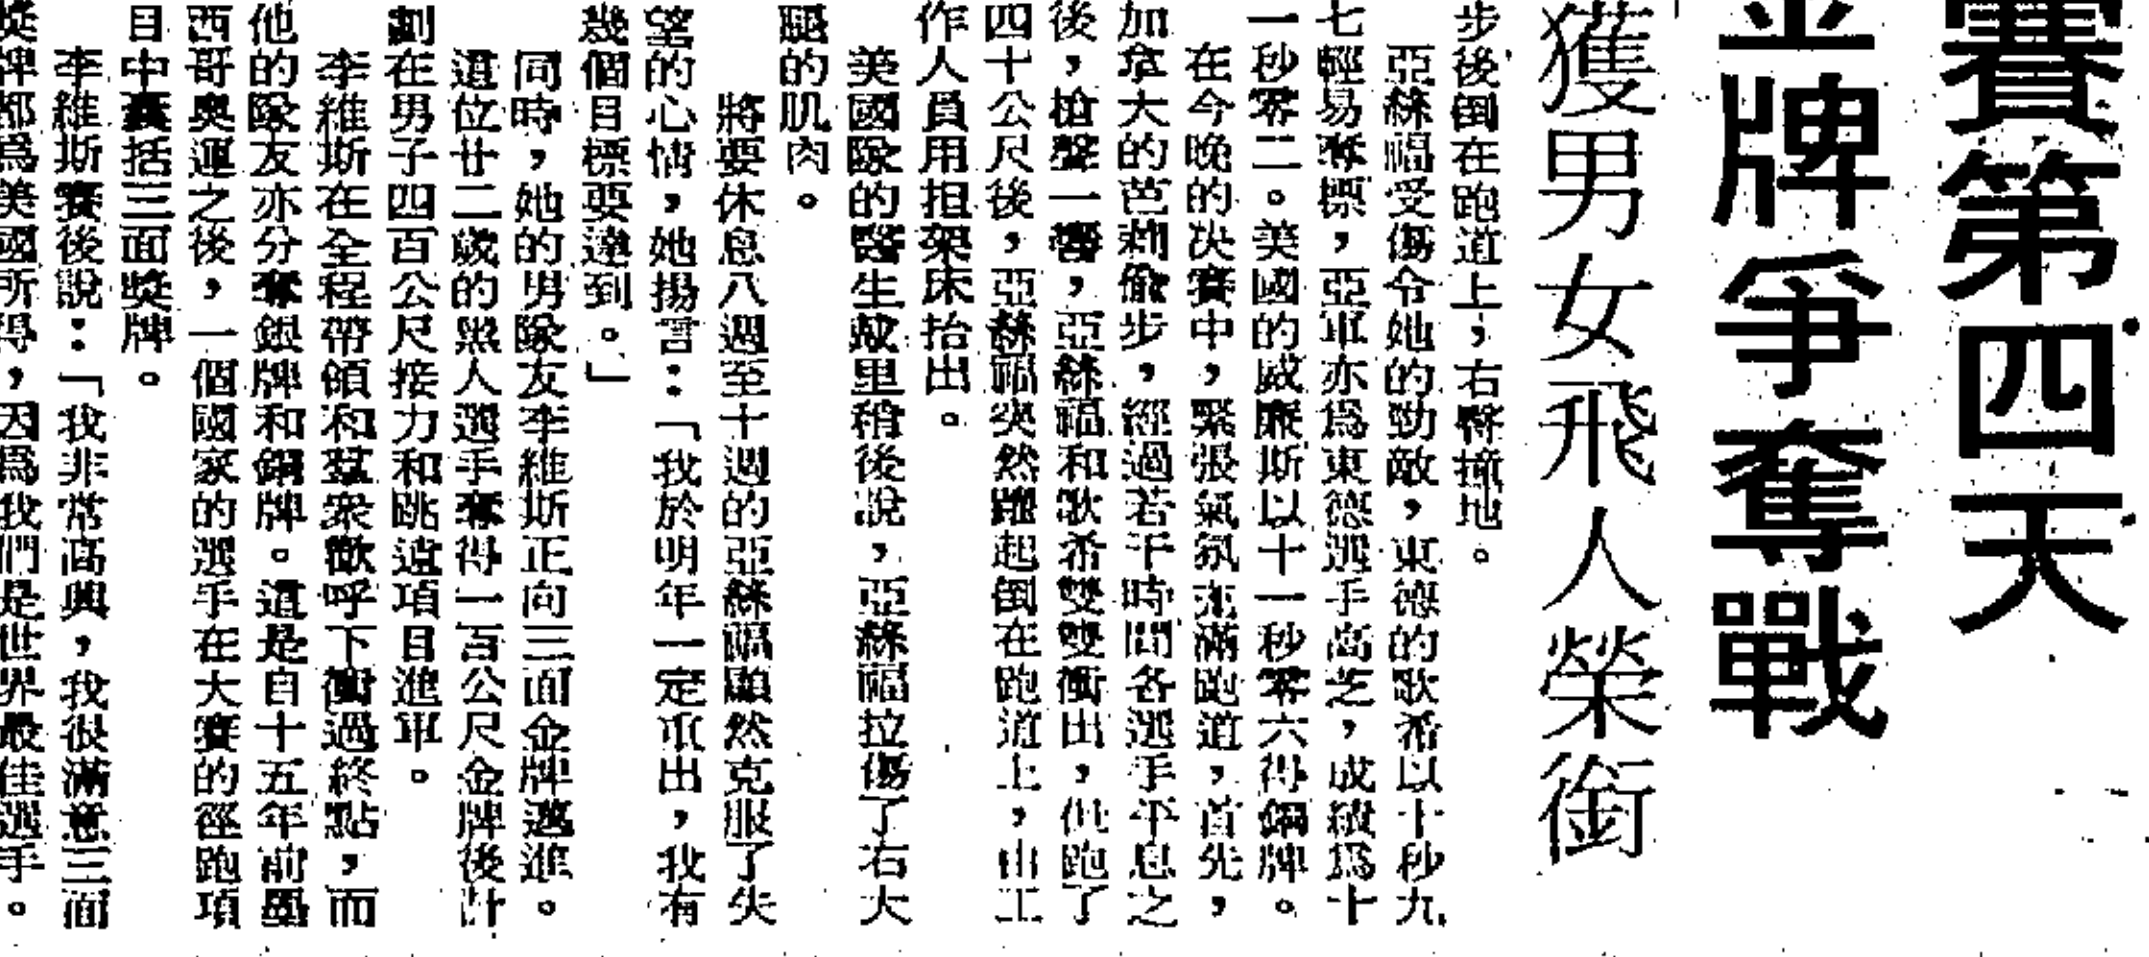 賽第四天
金牌爭奪戰
獲男女飛人榮銜
步後倒在跑道上，右臀撞地。
亞絲福受傷令她的勁敵，東德的歌希以十秒九
七輕易奪標，亞軍亦為東德選手高芝，成績為十
一秒零二。美國的威廉斯以十一秒零六得銅牌。
在今晚的決賽中，緊張氣氛充滿跑道，首先，
加拿大的芭莉偷步，經過若干時間各選手平息之
後，槍聲一響，亞絲福和歌希雙雙衝出，但跑了
四十公尺後，亞絲福突然躍起倒在跑道上，由工
作人員用担架床抬出。
美國隊的醫生戴里稍後說，亞絲福拉傷了右大
腿的肌肉。
將要休息八週至十週的亞絲福顯然克服了失
望的心情，她揚言：「我於明年一定重出，我有
幾個目標要達到。」
同時，她的男隊友李維斯正向三面金牌邁進。
這位廿二歲的黑人選手奪得一百公尺金牌後計
劃在男子四百公尺接力和跳遠項目進軍。
李維斯在全程帶領和羣衆歡呼下衝過終點，而
他的隊友亦分奪銀牌和銅牌。這是自十五年前墨
西哥奧運之後，一個國家的選手在大賽的徑跑項
目中囊括三面獎牌。
李維斯賽後說：「我非常高興，我很滿意三面
獎牌都為美國所得，因為我們是世界最佳選手。